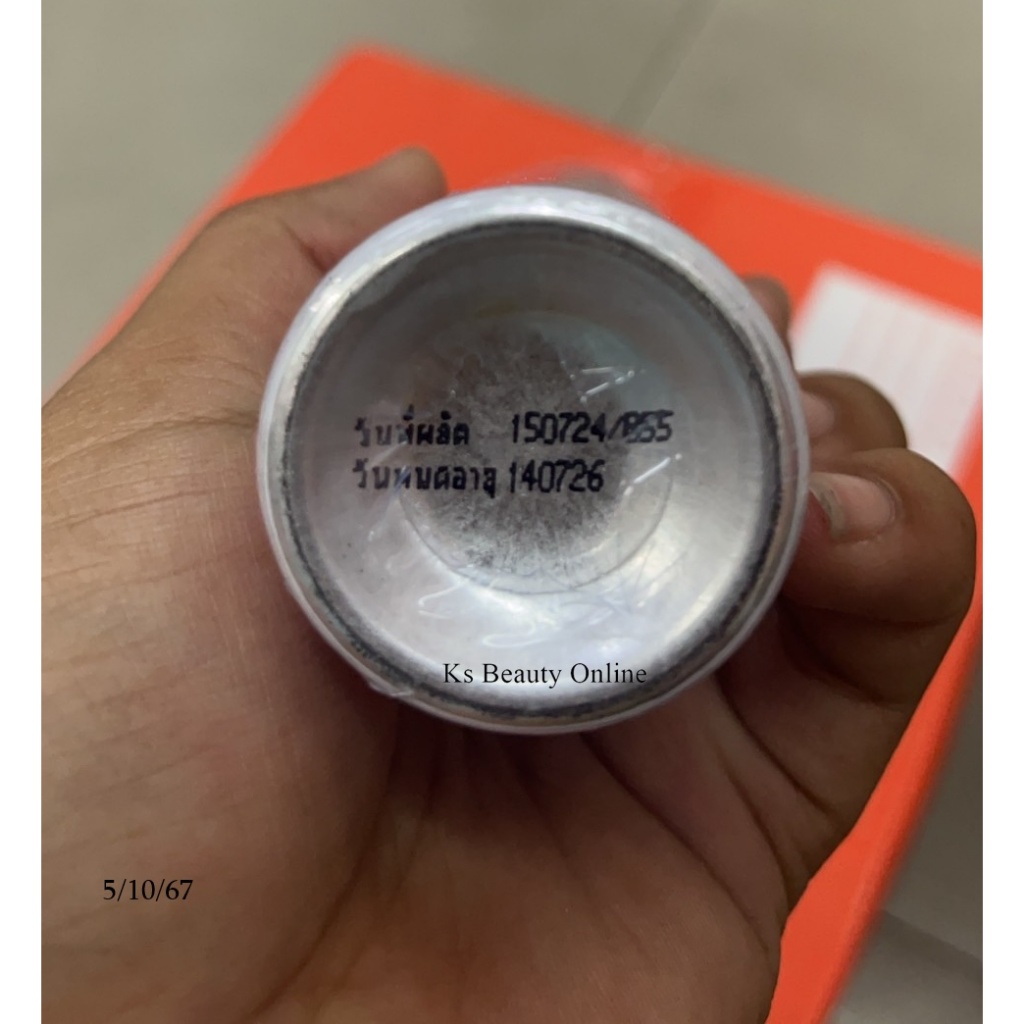 วันที่ผลิต 150724/B65
วันหมดอายุ 140726
Ks Beauty Online
5/10/67